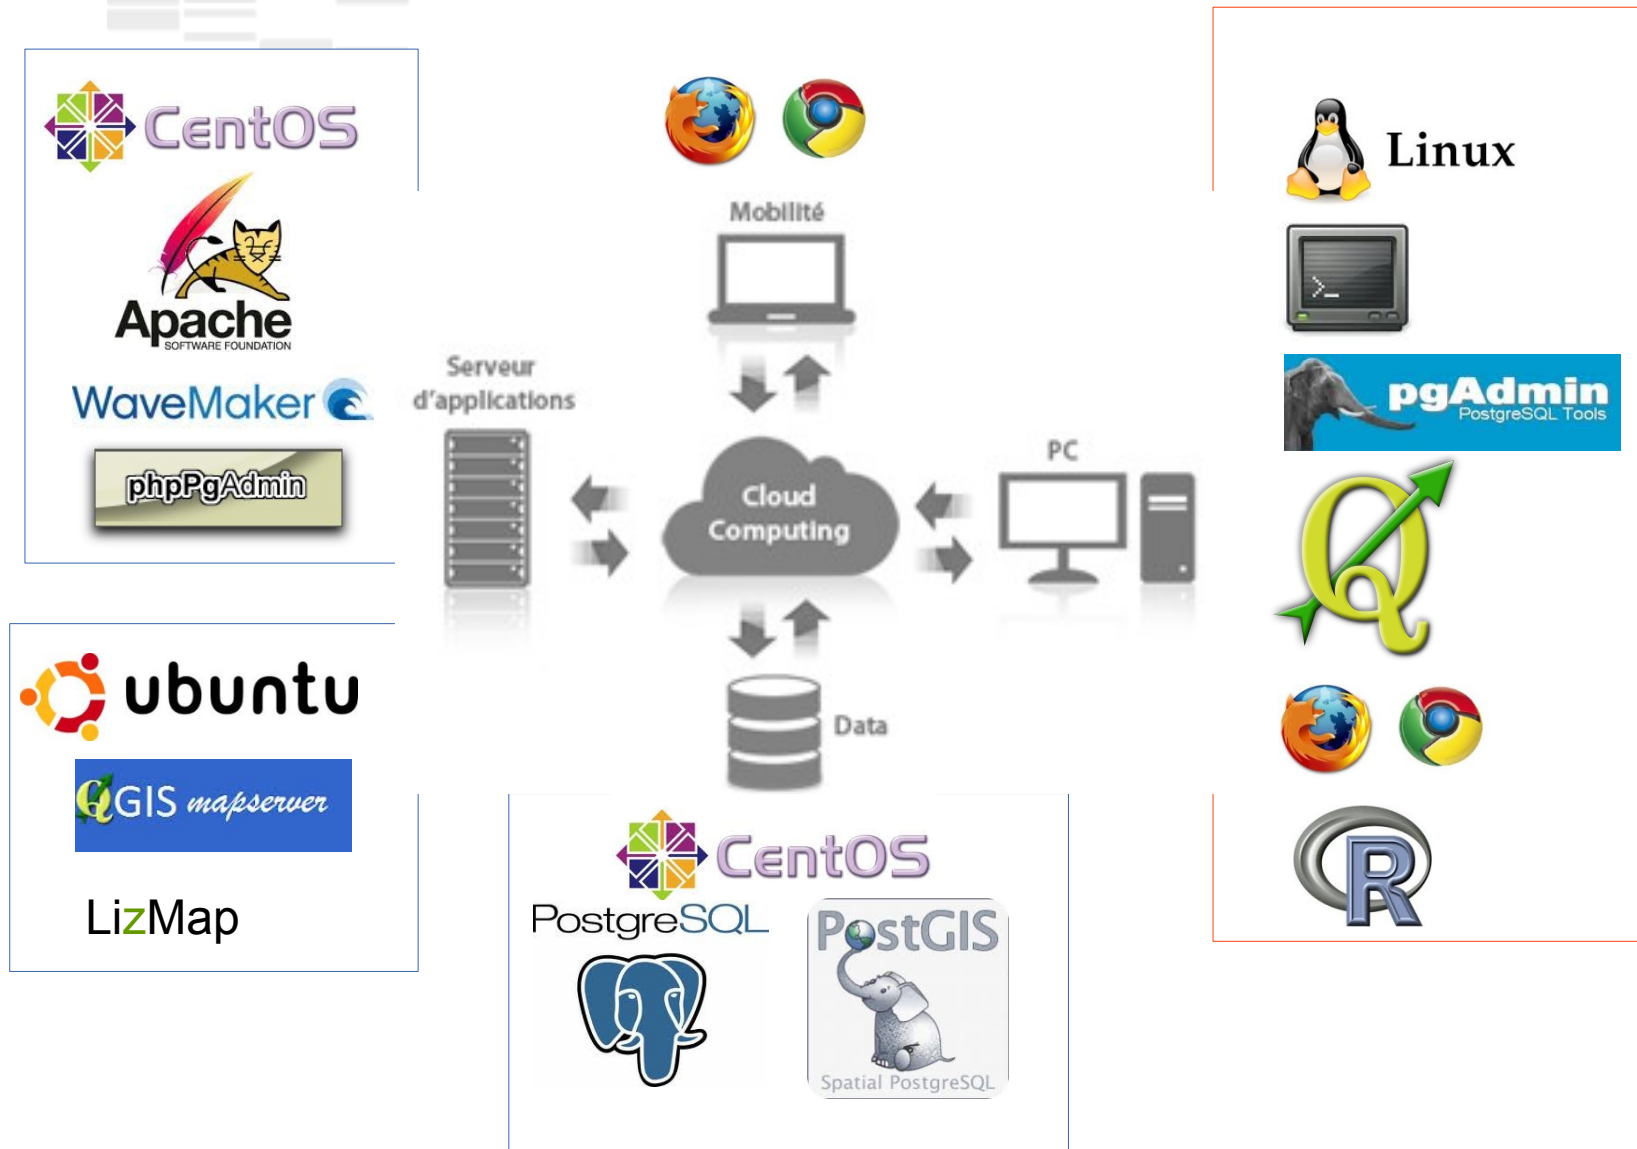 CentOS
Apache
SOFTWARE FOUNDATION
WaveMaker
phpPgAdmin
ubuntu
QGIS mapserver
LizMap
Mobilité
Serveur
d'applications
Cloud
Computing
PC
Data
CentOS
PostgreSQL
PostGIS
Spatial PostgreSQL
Linux
>_
pgAdmin
PostgreSQL Tools
Q
R